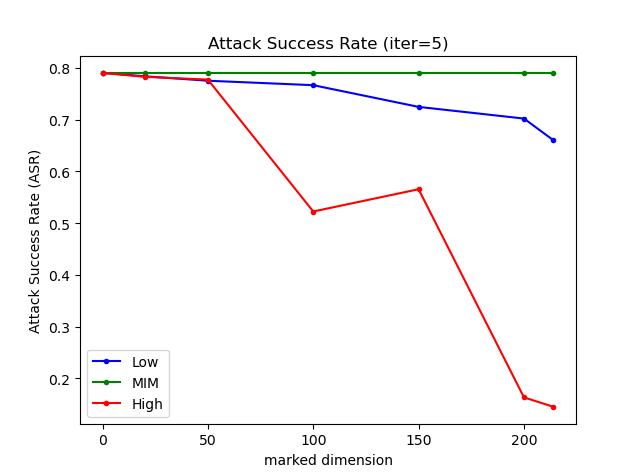 Attack Success Rate (iter=5)
Attack Success Rate (ASR)
0.8
0.7
0.6
0.5
0.4
0.3
0.2
Low
MIM
High
0 50 100 150 200
marked dimension